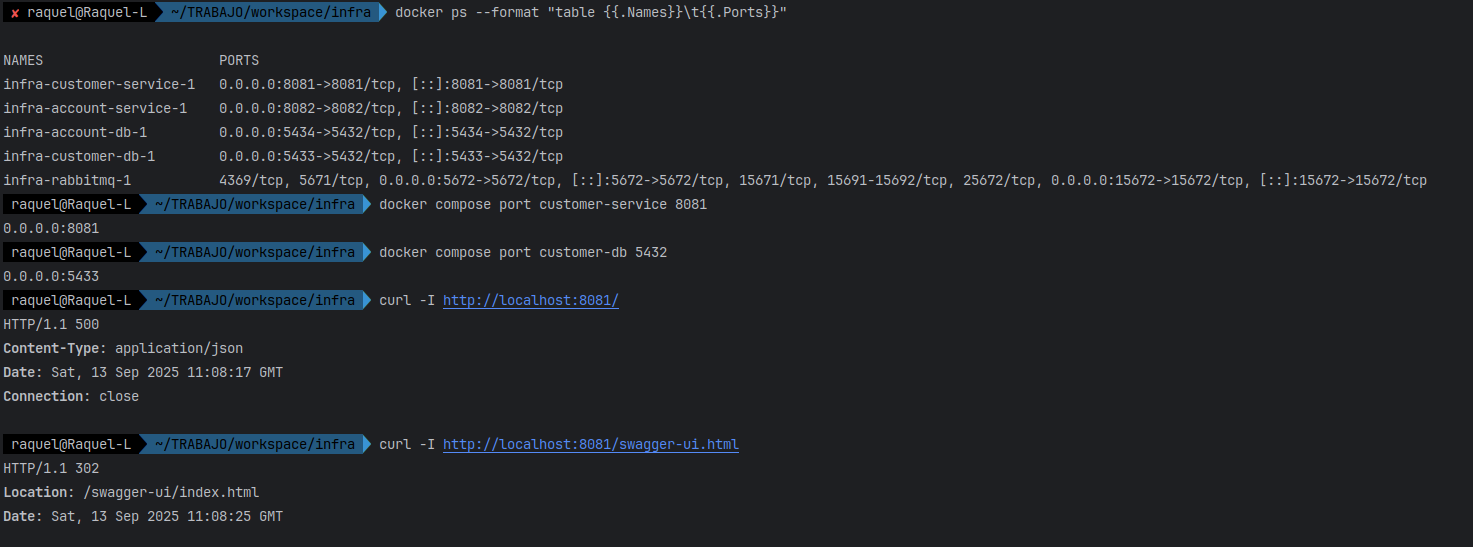 ✘ raquel@Raquel-L ~/TRABAJO/workspace/infra docker ps --format "table {{.Names}}\t{{.Ports}}"
NAMES PORTS
infra-customer-service-1 0.0.0.0:8081->8081/tcp, [::]:8081->8081/tcp
infra-account-service-1 0.0.0.0:8082->8082/tcp, [::]:8082->8082/tcp
infra-account-db-1 0.0.0.0:5434->5432/tcp, [::]:5434->5432/tcp
infra-customer-db-1 0.0.0.0:5433->5432/tcp, [::]:5433->5432/tcp
infra-rabbitmq-1 4369/tcp, 5671/tcp, 0.0.0.0:5672->5672/tcp, [::]:5672->5672/tcp, 15671/tcp, 15691-15692/tcp, 25672/tcp, 0.0.0.0:15672->15672/tcp, [::]:15672->15672/tcp
raquel@Raquel-L ~/TRABAJO/workspace/infra docker compose port customer-service 8081
0.0.0.0:8081
raquel@Raquel-L ~/TRABAJO/workspace/infra docker compose port customer-db 5432
0.0.0.0:5433
raquel@Raquel-L ~/TRABAJO/workspace/infra curl -I http://localhost:8081/
HTTP/1.1 500
Content-Type: application/json
Date: Sat, 13 Sep 2025 11:08:17 GMT
Connection: close
raquel@Raquel-L ~/TRABAJO/workspace/infra curl -I http://localhost:8081/swagger-ui.html
HTTP/1.1 302
Location: /swagger-ui/index.html
Date: Sat, 13 Sep 2025 11:08:25 GMT